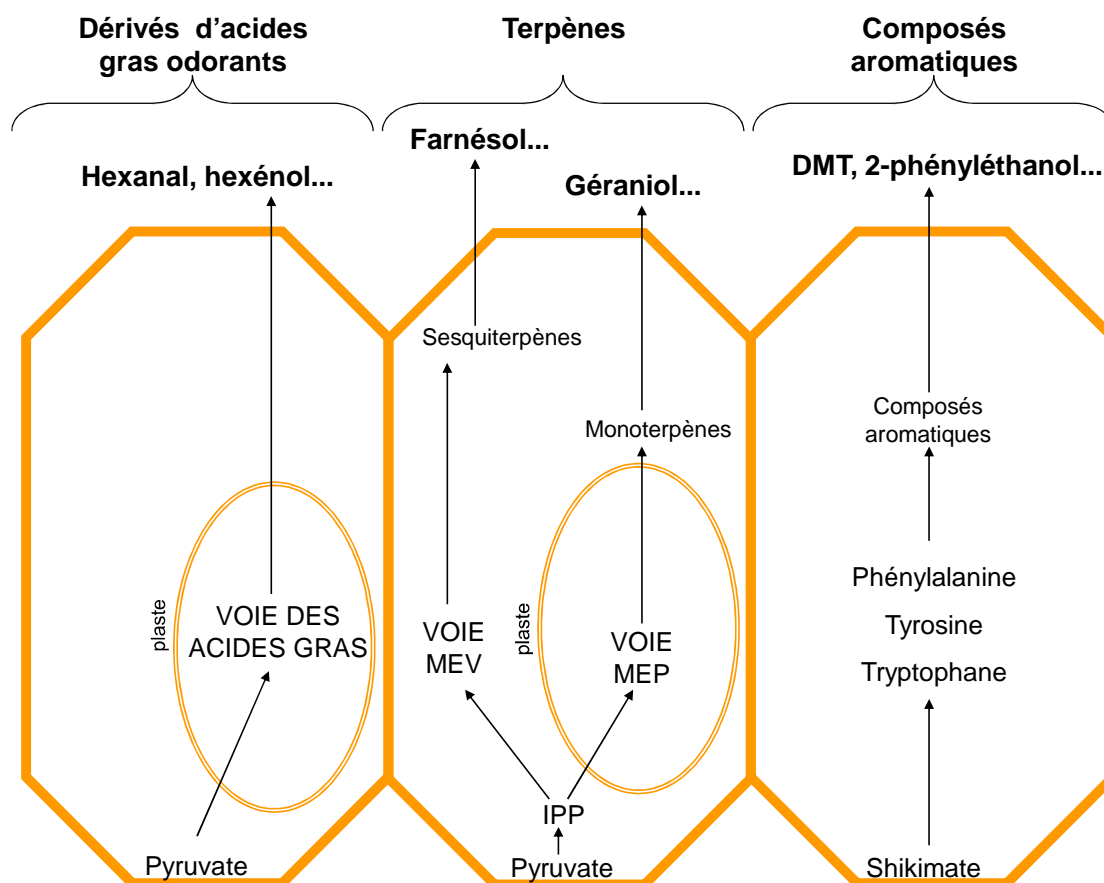 Dérivés d'acides
gras odorants
Terpènes
Composés
aromatiques
Farnésol...
Hexanal, hexénol...
Géraniol...
DMT, 2-phényléthanol...
Sesquiterpènes
Monoterpènes
Composés
aromatiques
plaste
VOIE DES
ACIDES GRAS
VOIE
MEV
plaste
VOIE
MEP
Phénylalanine
Tyrosine
Tryptophane
IPP
Pyruvate
Pyruvate
Shikimate